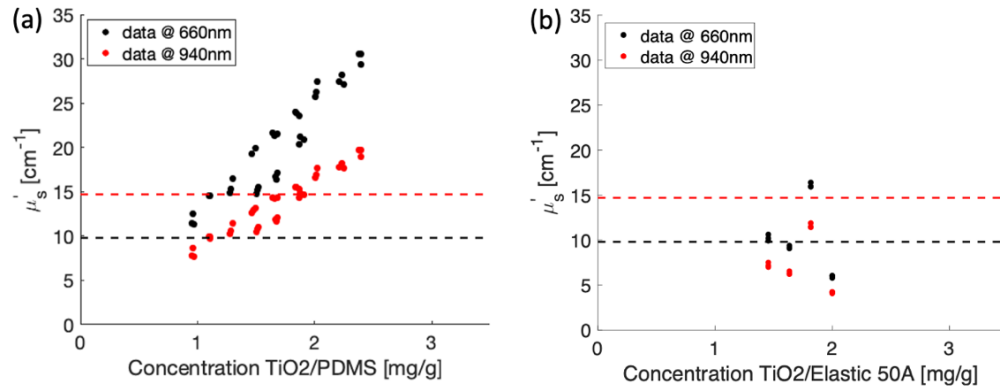 (a)
data @ 660nm
data @ 940nm
35
30
25
20
15
10
5
0
μs' [cm-1]
0 1 2 3
Concentration TiO2/PDMS [mg/g]
(b)
data @ 660nm
data @ 940nm
35
30
25
20
15
10
5
0
μs' [cm-1]
0 1 2 3
Concentration TiO2/Elastic 50A [mg/g]